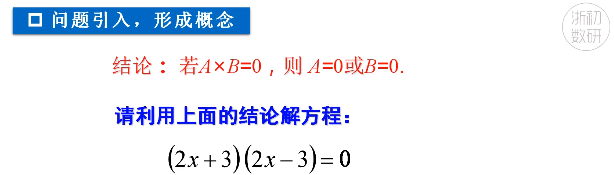 问题引入，形成概念
浙初
数研
结论：若A×B=0，则 A=0或B=0.
请利用上面的结论解方程：
(2x+3)(2x−3)=0